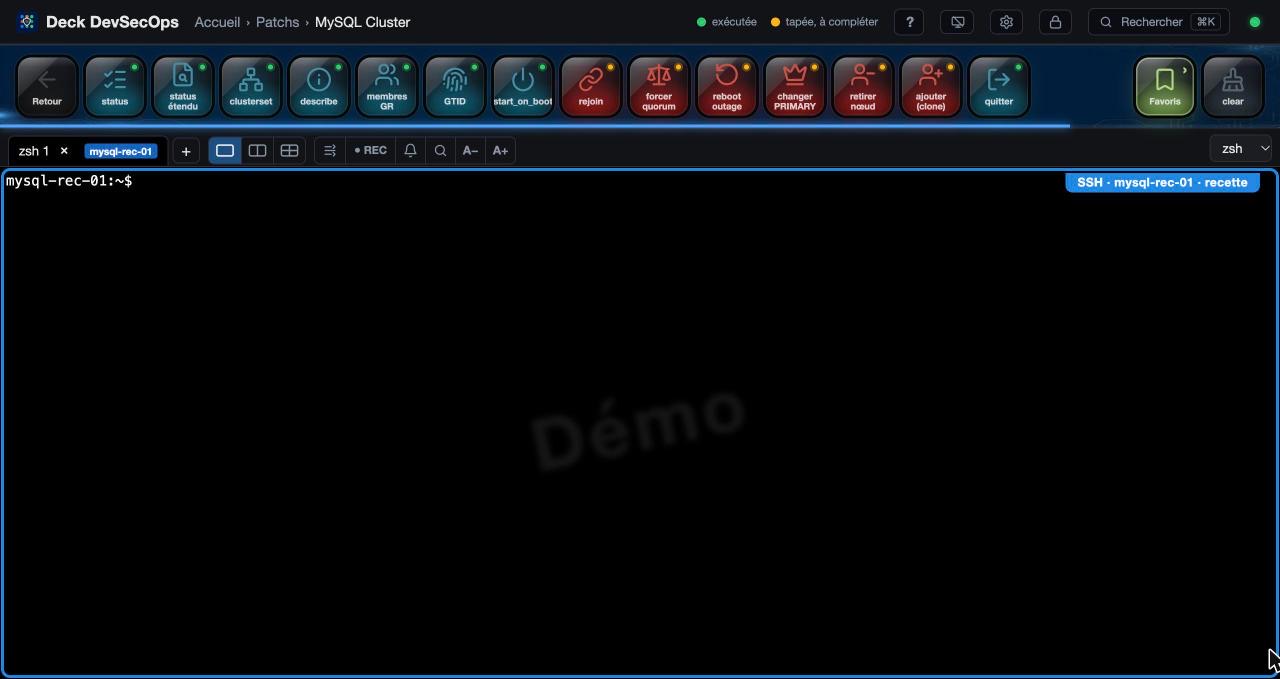 Deck DevSecOps Accueil › Patchs › MySQL Cluster exécutée tapée, à compléter ? Rechercher ⌘K
Retour
status
status étendu
clusterset
describe
membres GR
GTID
start_on_boot
rejoin
forcer quorum
reboot outage
changer PRIMARY
retirer nœud
ajouter (clone)
quitter
Favoris ›
clear
zsh 1 × mysql-rec-01 + REC A− A+ zsh
mysql-rec-01:~$
SSH · mysql-rec-01 · recette
Démo